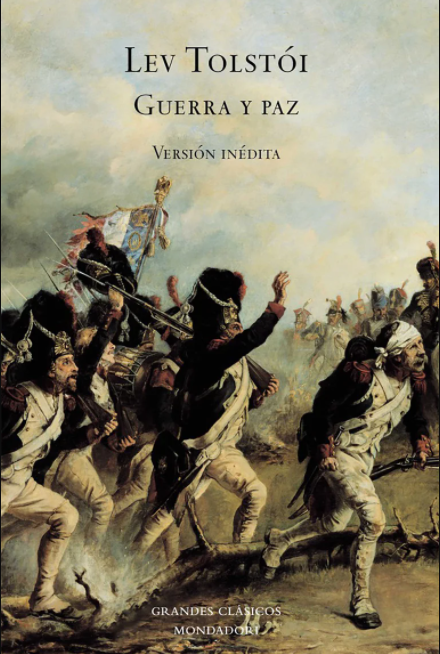 LEV TOLSTÓI
GUERRA Y PAZ
VERSIÓN INÉDITA
GRANDES CLÁSICOS
MONDADORI